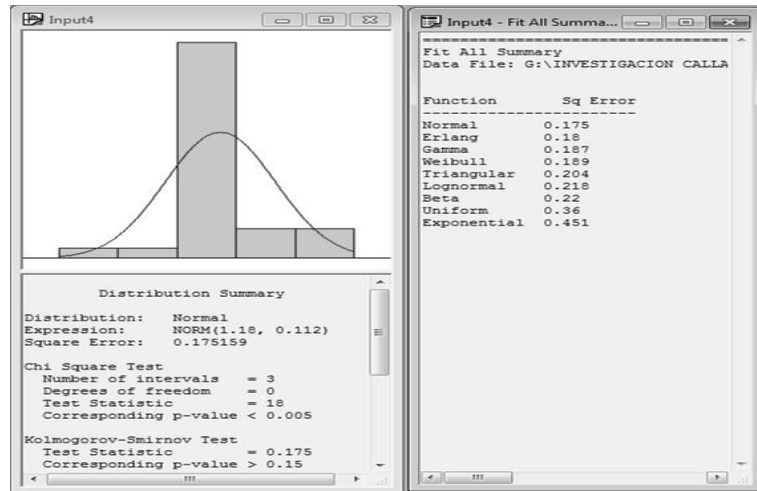 Input4
Distribution Summary
Distribution: Normal
Expression: NORM(1.18, 0.112)
Square Error: 0.175159
Chi Square Test
Number of intervals = 3
Degrees of freedom = 0
Test Statistic = 18
Corresponding p-value < 0.005
Kolmogorov-Smirnov Test
Test Statistic = 0.175
Corresponding p-value > 0.15
Input4 - Fit All Summa...
Fit All Summary
Data File: G:\INVESTIGACION CALLA
Function Sq Error
Normal 0.175
Erlang 0.18
Gamma 0.187
Weibull 0.189
Triangular 0.204
Lognormal 0.218
Beta 0.22
Uniform 0.36
Exponential 0.451